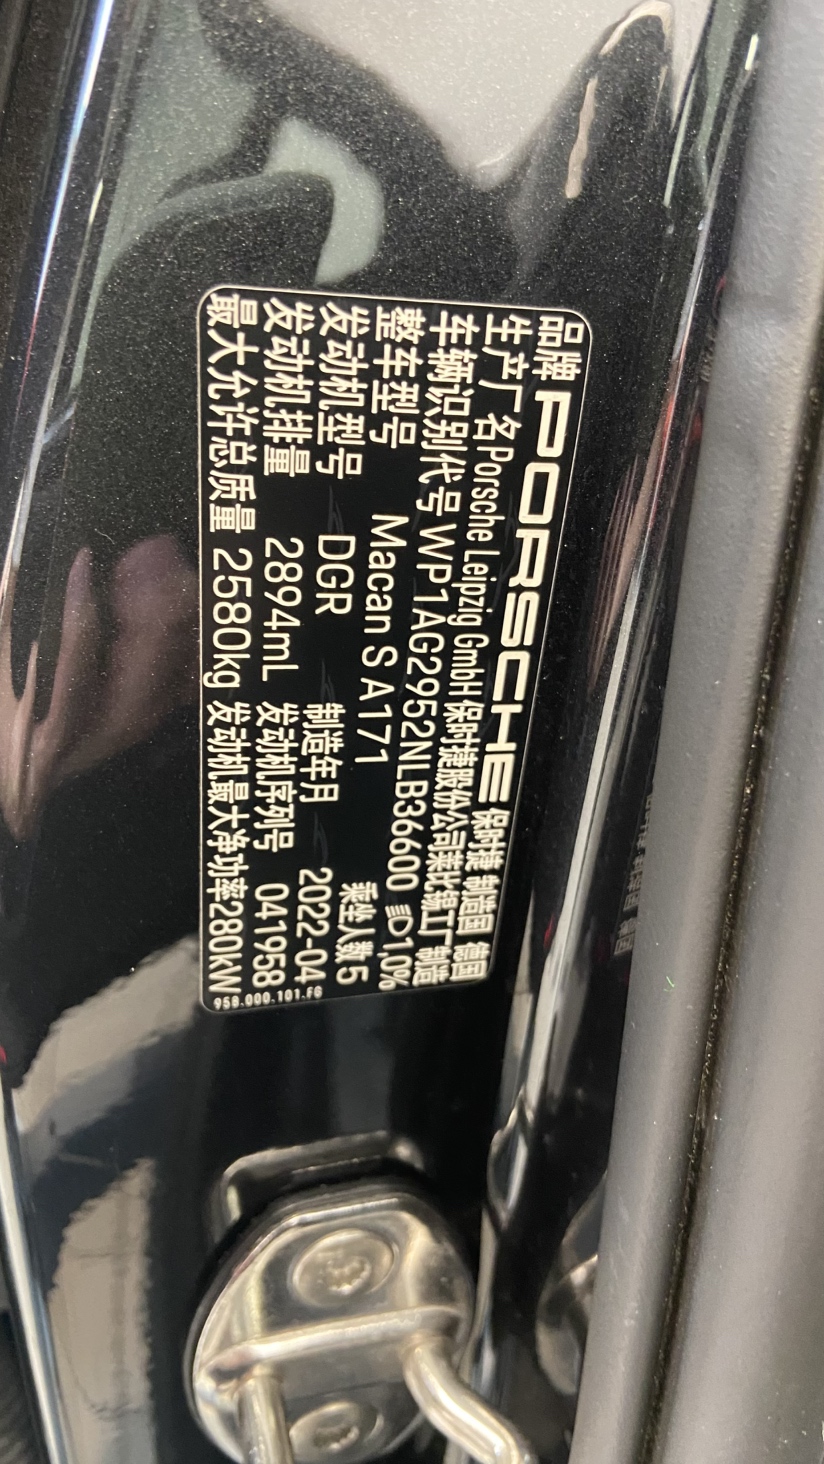 品牌 PORSCHE 保时捷 制造国 德国
生产厂名 Porsche Leipzig GmbH 保时捷股份公司莱比锡工厂 制造
车辆识别代号 WP1AG2952NLB36600 1,0%
整车型号 Macan S A171 乘坐人数 5
发动机型号 DGR 制造年月 2022-04
发动机排量 2894mL 发动机序列号 041958
最大允许总质量 2580kg 发动机最大净功率 280kW
958.000.101.FG